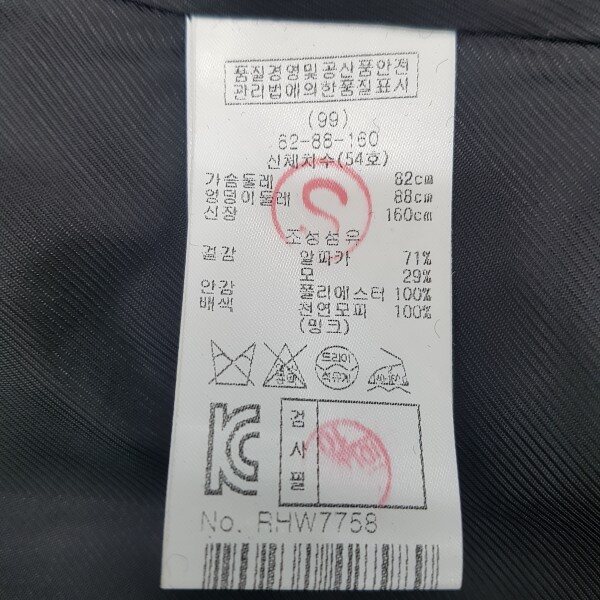 품질경영및공산품안전
관리법에의한품질표시
(99)
82-88-160
신체치수(54호)
가슴둘레 82cm
엉덩이둘레 88cm
신장 160cm
조성섬유
겉감 알파카 71%
모 29%
안감 폴리에스터 100%
배색 천연모피 100%
(밍크)
드라이
석유계
검
사
필
No. RHW7758